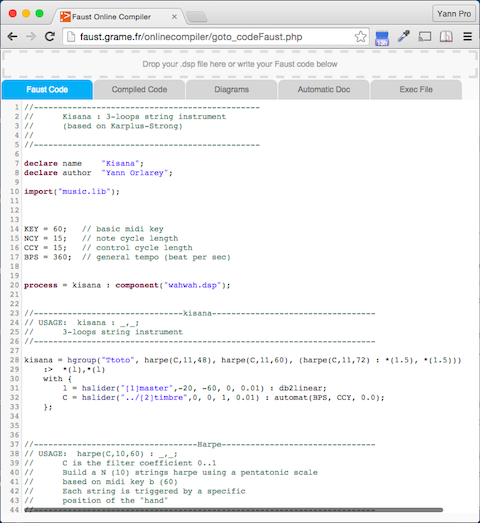 Faust Online Compiler
Yann Pro
faust.grame.fr/onlinecompiler/goto_codeFaust.php
Drop your .dsp file here or write your Faust code below
Faust Code
Compiled Code
Diagrams
Automatic Doc
Exec File
1 //-----------------------------------------------
2 //      Kisana : 3-loops string instrument
3 //      (based on Karplus-Strong)
4 //
5 //-----------------------------------------------
6
7 declare name    "Kisana";
8 declare author  "Yann Orlarey";
9
10 import("music.lib");
11
12
13
14 KEY = 60;   // basic midi key
15 NCY = 15;   // note cycle length
16 CCY = 15;   // control cycle length
17 BPS = 360;  // general tempo (beat per sec)
18
19
20 process = kisana : component("wahwah.dsp");
21
22
23 //-------------------------------kisana----------------------------------
24 // USAGE:  kisana : _,_;
25 //      3-loops string instrument
26 //-----------------------------------------------------------------------
27
28 kisana = hgroup("Ttoto", harpe(C,11,48), harpe(C,11,60), (harpe(C,11,72) : *(1.5), *(1.5)))
29     :>  *(l),*(l)
30     with {
31         l = hslider("[1]master",-20, -60, 0, 0.01) : db2linear;
32         C = hslider("../[2]timbre",0, 0, 1, 0.01) : automat(BPS, CCY, 0.0);
33     };
34
35
36
37 //----------------------------------Harpe--------------------------------
38 // USAGE:  harpe(C,10,60) : _,_;
39 //      C is the filter coefficient 0..1
40 //      Build a N (10) strings harpe using a pentatonic scale
41 //      based on midi key b (60)
42 //      Each string is triggered by a specific
43 //      position of the "hand"
44 //-----------------------------------------------------------------------